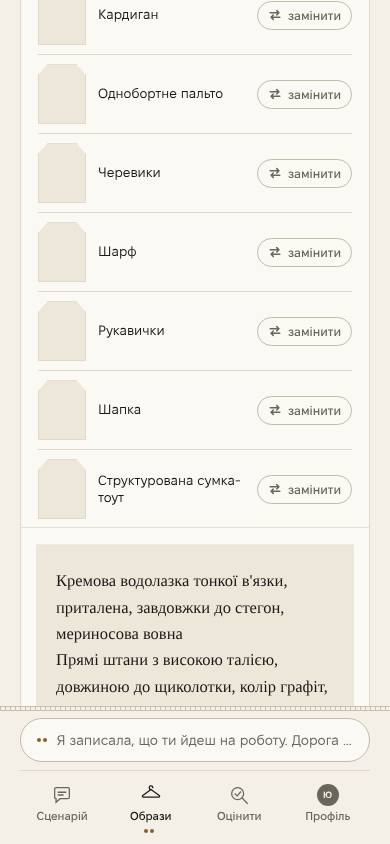 Кардиган
замінити
Однобортне пальто
замінити
Черевики
замінити
Шарф
замінити
Рукавички
замінити
Шапка
замінити
Структурована сумка-
тоут
замінити
Кремова водолазка тонкої в'язки,
приталена, завдовжки до стегон,
мериносова вовна
Прямі штани з високою талією,
довжиною до щиколотки, колір графіт,
Я записала, що ти йдеш на роботу. Дорога ...
Сценарій
Образи
Оцінити
Ю
Профіль